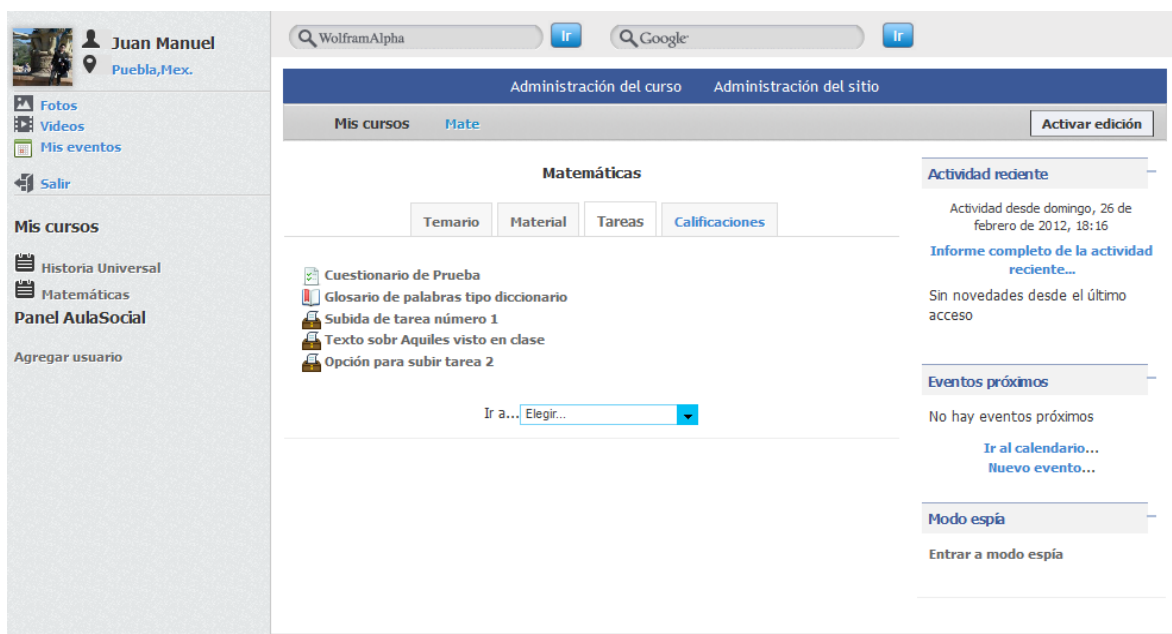 Juan Manuel
Puebla,Mex.
Fotos
Videos
Mis eventos
Salir
Mis cursos
Historia Universal
Matemáticas
Panel AulaSocial
Agregar usuario
WolframAlpha
Ir
Google
Ir
Administración del curso Administración del sitio
Mis cursos Mate
Activar edición
Matemáticas
Temario Material Tareas Calificaciones
Cuestionario de Prueba
Glosario de palabras tipo diccionario
Subida de tarea número 1
Texto sobr Aquiles visto en clase
Opción para subir tarea 2
Ir a... Elegir...
Actividad reciente
Actividad desde domingo, 26 de
febrero de 2012, 18:16
Informe completo de la actividad
reciente...
Sin novedades desde el último
acceso
Eventos próximos
No hay eventos próximos
Ir al calendario...
Nuevo evento...
Modo espía
Entrar a modo espía